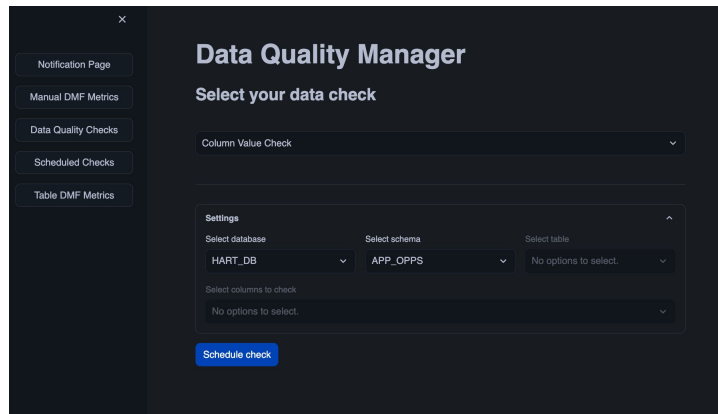 Notification Page
Manual DMF Metrics
Data Quality Checks
Scheduled Checks
Table DMF Metrics
Data Quality Manager
Select your data check
Column Value Check
Settings
Select database
Select schema
Select table
HART_DB
APP_OPPS
No options to select.
Select columns to check
No options to select.
Schedule check